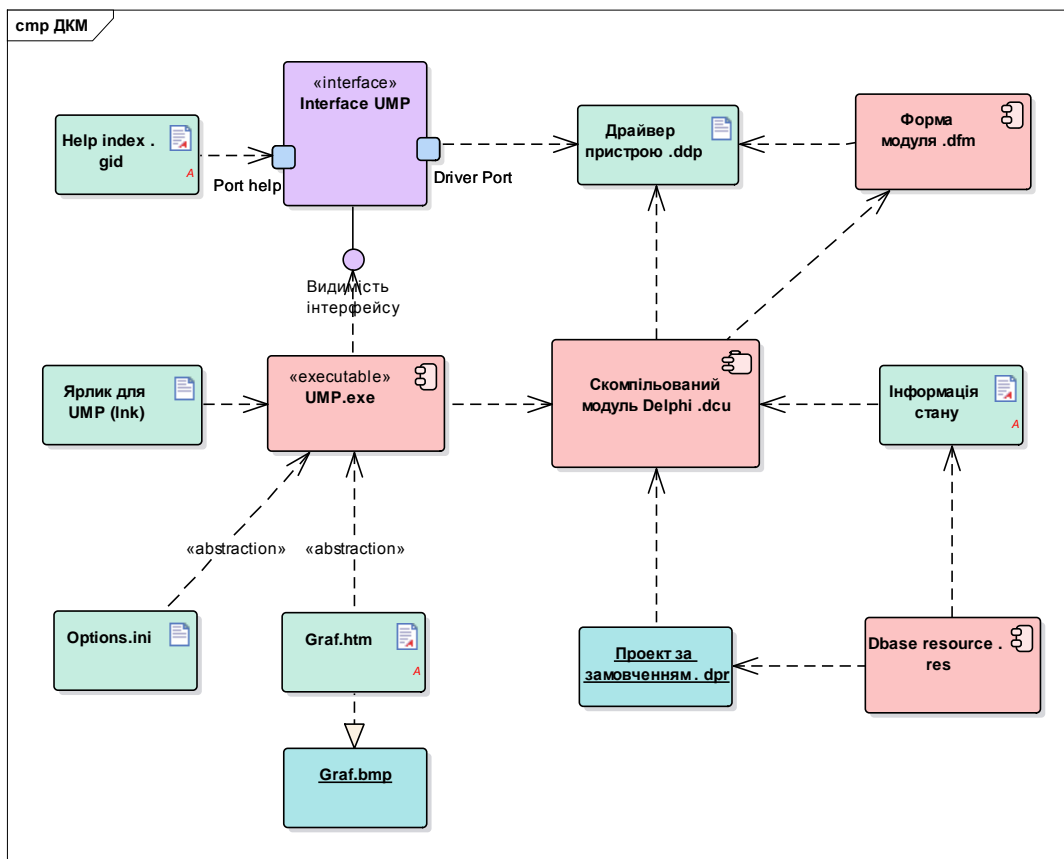 cmp ДКМ
«interface»
Interface UMP
Help index .
gid
A
Port help
Driver Port
Драйвер
пристрою .ddp
Форма
модуля .dfm
Видимість
інтерфейсу
Ярлик для
UMP (lnk)
«executable»
UMP.exe
Скомпільований
модуль Delphi .dcu
Інформація
стану
A
«abstraction»
«abstraction»
Options.ini
Graf.htm
A
Проект за
замовченням . dpr
Dbase resource .
res
Graf.bmp